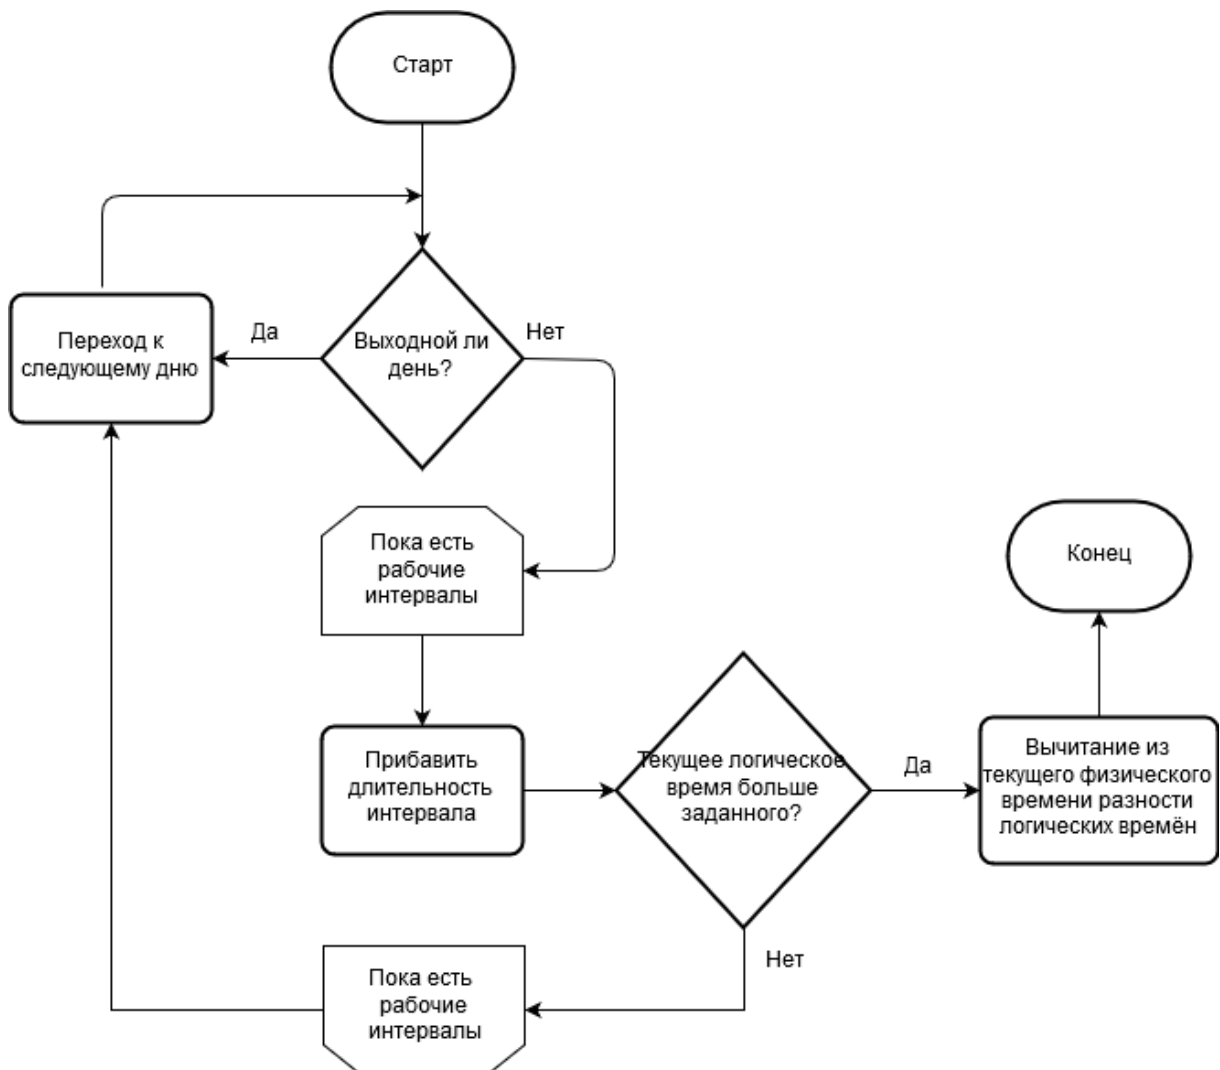 Старт
Переход к
следующему дню
Да
Выходной ли
день?
Нет
Пока есть
рабочие
интервалы
Конец
Прибавить
длительность
интервала
Текущее логическое
время больше
заданного?
Да
Вычитание из
текущего физического
времени разности
логических времён
Нет
Пока есть
рабочие
интервалы